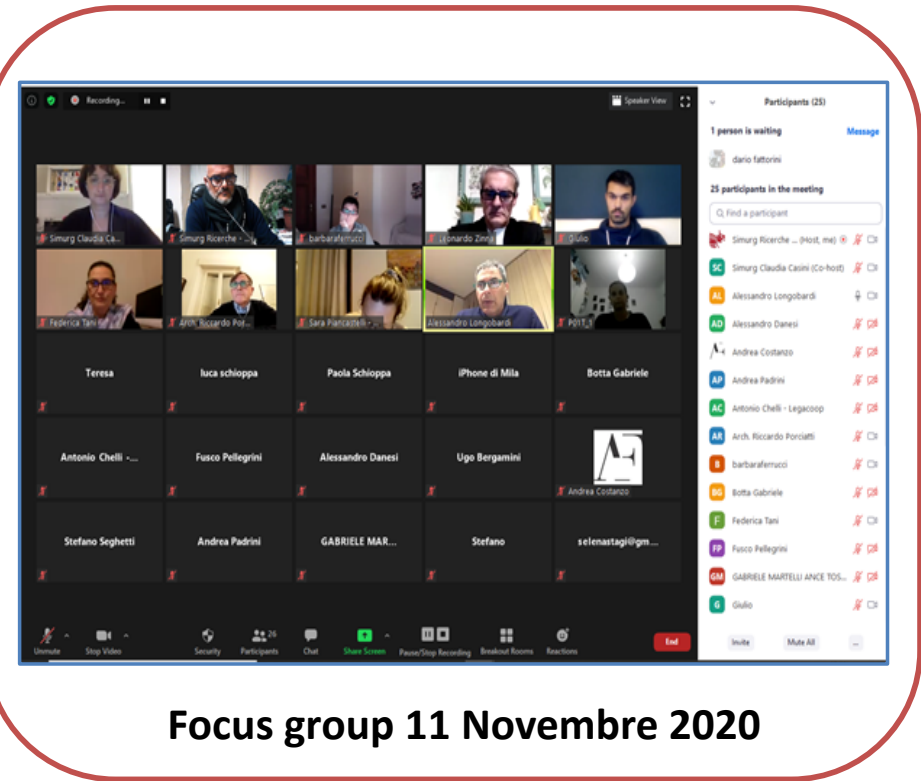 Recording...
Speaker View
Participants (25)
1 person is waiting
Message
dario fattorini
25 participants in the meeting
Find a participant
Simurg Ricerche ... (Host, me)
SC Simurg Claudia Casini (Co-host)
AL Alessandro Longobardi
AD Alessandro Danesi
Andrea Costanzo
AP Andrea Padrini
AC Antonio Chelli - Legacoop
AR Arch. Riccardo Porciatti
B barbaraferrucci
BG Botta Gabriele
F Federica Tani
FP Fusco Pellegrini
GM GABRIELE MARTELLI ANCE TOS...
G Giulio
Invite Mute All ...
Simurg Claudia Ca...
Simurg Ricerche - ...
barbaraferrucci
Leonardo Zinna
Giulio
Federica Tani
Arch. Riccardo Por...
Sara Piancastelli - ...
Alessandro Longobardi
P01T_1
Teresa
luca schioppa
Paola Schioppa
iPhone di Mila
Botta Gabriele
Antonio Chelli -...
Fusco Pellegrini
Alessandro Danesi
Ugo Bergamini
Andrea Costanzo
Stefano Seghetti
Andrea Padrini
GABRIELE MAR...
Stefano
selenastagi@gm...
Unmute
Stop Video
Security
Participants 26
Chat
Share Screen
Pause/Stop Recording
Breakout Rooms
Reactions
End
Focus group 11 Novembre 2020